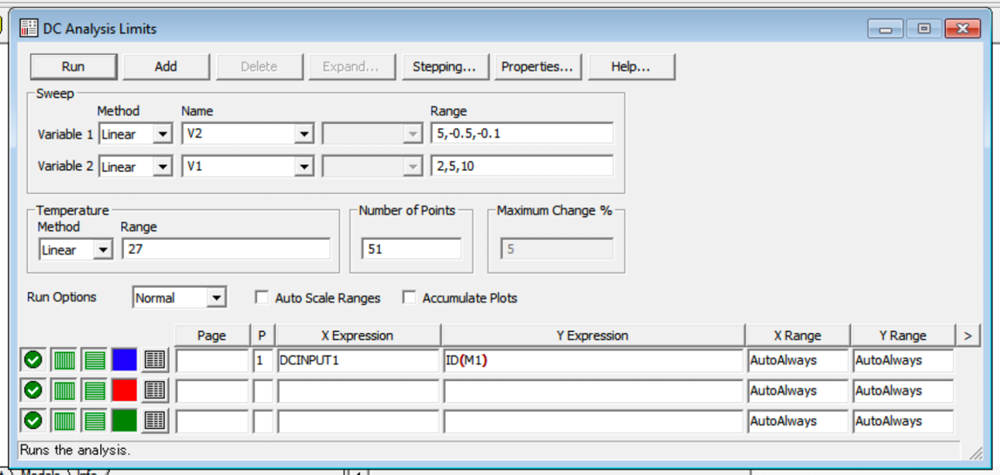 DC Analysis Limits
Run Add Delete Expand... Stepping... Properties... Help...
Sweep
Method Name Range
Variable 1 Linear V2 5,-0.5,-0.1
Variable 2 Linear V1 2,5,10
Temperature Number of Points Maximum Change %
Method Range
Linear 27 51 5
Run Options Normal Auto Scale Ranges Accumulate Plots
Page P X Expression Y Expression X Range Y Range >
1 DCINPUT1 ID(M1) AutoAlways AutoAlways
AutoAlways AutoAlways
AutoAlways AutoAlways
Runs the analysis.